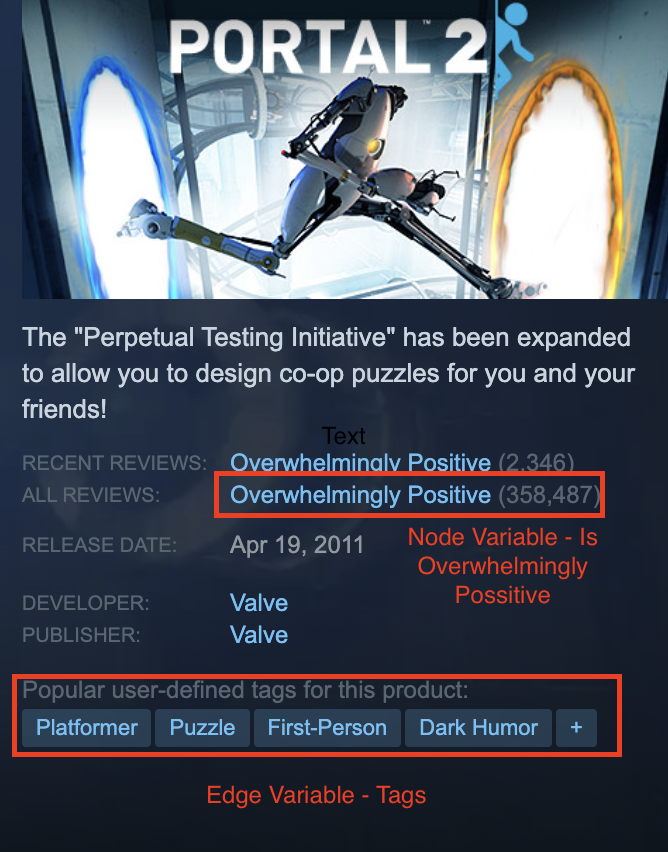 PORTAL™ 2
The "Perpetual Testing Initiative" has been expanded
to allow you to design co-op puzzles for you and your
friends!
Text
RECENT REVIEWS: Overwhelmingly Positive (2,346)
ALL REVIEWS: Overwhelmingly Positive (358,487)
RELEASE DATE: Apr 19, 2011
Node Variable - Is
Overwhelmingly
Possitive
DEVELOPER: Valve
PUBLISHER: Valve
Popular user-defined tags for this product:
Platformer Puzzle First-Person Dark Humor +
Edge Variable - Tags